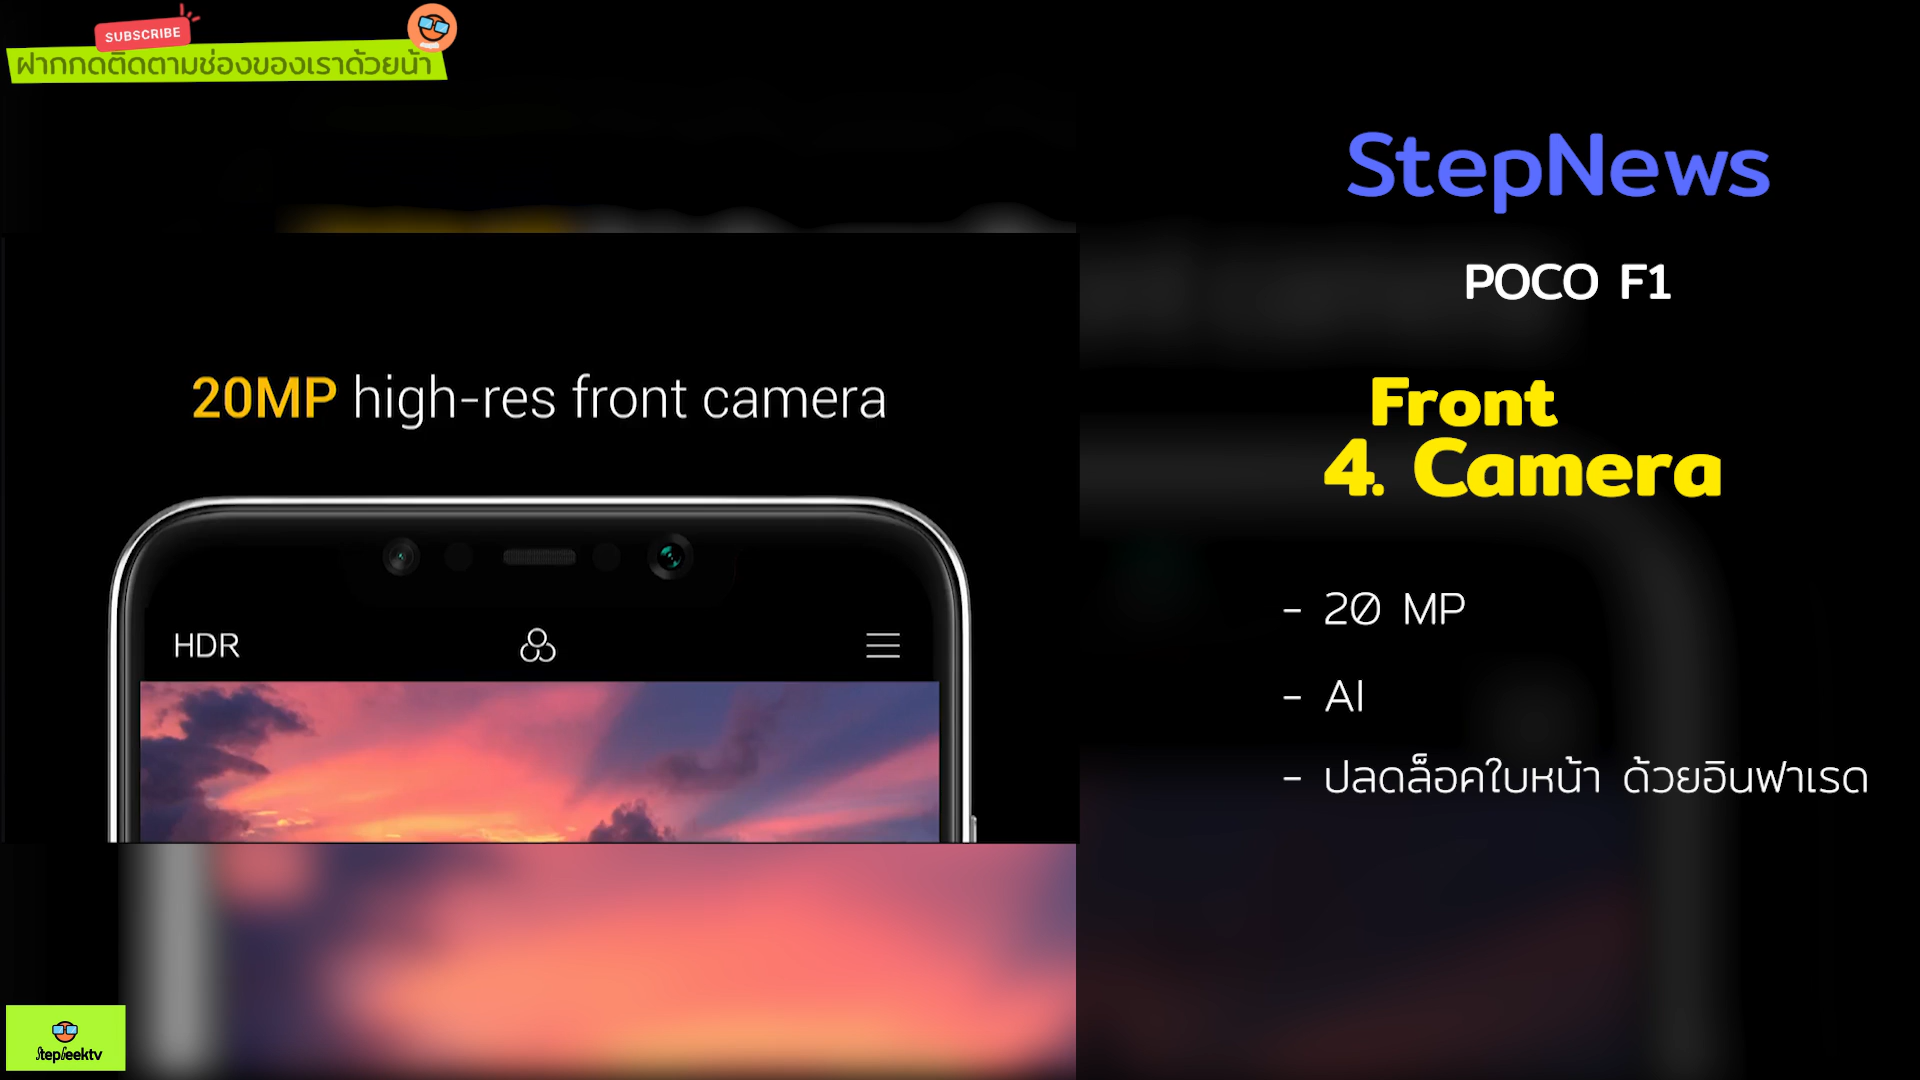 SUBSCRIBE
ฝากกดติดตามช่องของเราด้วยน้า
StepNews
POCO F1
20MP high-res front camera
Front
4. Camera
HDR
- 20 MP
- AI
- ปลดล็อคใบหน้า ด้วยอินฟาเรด
StepGeektv